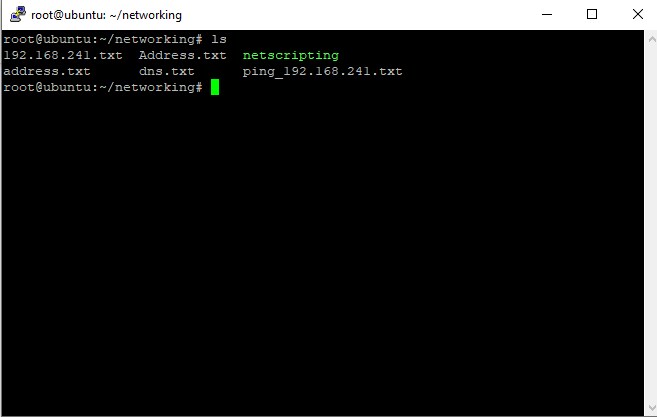 root@ubuntu: ~/networking
root@ubuntu:~/networking# ls
192.168.241.txt  Address.txt  netscripting
address.txt      dns.txt      ping_192.168.241.txt
root@ubuntu:~/networking#